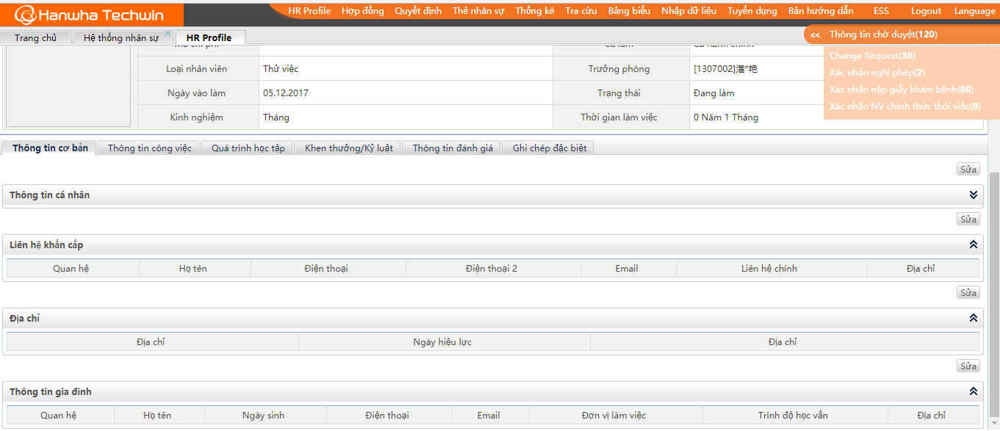 Hanwha Techwin
HR Profile Hợp đồng Quyết định Thẻ nhân sự Thống kê Tra cứu Bảng biểu Nhập dữ liệu Tuyển dụng Bản hướng dẫn ESS Logout Language
Trang chủ Hệ thống nhân sự HR Profile
<< Thông tin chờ duyệt(120)
Change Request(38)
Xác nhận nghỉ phép(2)
Xác nhận nộp giấy khám bệnh(80)
Xác nhận NV chính thức thôi việc(0)
Mã chi phí Ca làm Ca hành chính
Loại nhân viên Thử việc Trưởng phòng [1307002]潘*艳
Ngày vào làm 05.12.2017 Trạng thái Đang làm
Kinh nghiệm Tháng Thời gian làm việc 0 Năm 1 Tháng
Thông tin cơ bản Thông tin công việc Quá trình học tập Khen thưởng/Kỷ luật Thông tin đánh giá Ghi chép đặc biệt
Sửa
Thông tin cá nhân
Sửa
Liên hệ khẩn cấp
Quan hệ Họ tên Điện thoại Điện thoại 2 Email Liên hệ chính Địa chỉ
Sửa
Địa chỉ
Địa chỉ Ngày hiệu lực Địa chỉ
Sửa
Thông tin gia đình
Quan hệ Họ tên Ngày sinh Điện thoại Email Đơn vị làm việc Trình độ học vấn Địa chỉ